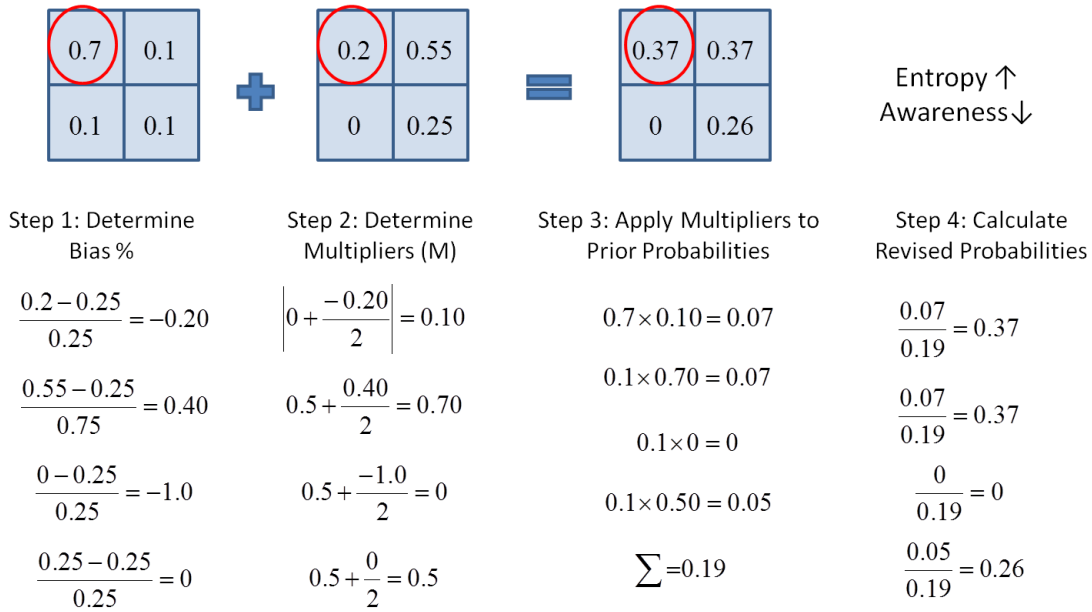 0.7 0.1 0.2 0.55 0.37 0.37
0.1 0.1 0 0.25 0 0.26
Entropy ↑
Awareness↓
Step 1: Determine
Bias %
(0.2 − 0.25)/0.25 = −0.20
(0.55 − 0.25)/0.75 = 0.40
(0 − 0.25)/0.25 = −1.0
(0.25 − 0.25)/0.25 = 0
Step 2: Determine
Multipliers (M)
|0 + −0.20/2| = 0.10
0.5 + 0.40/2 = 0.70
0.5 + −1.0/2 = 0
0.5 + 0/2 = 0.5
Step 3: Apply Multipliers to
Prior Probabilities
0.7 × 0.10 = 0.07
0.1 × 0.70 = 0.07
0.1 × 0 = 0
0.1 × 0.50 = 0.05
∑ =0.19
Step 4: Calculate
Revised Probabilities
0.07/0.19 = 0.37
0.07/0.19 = 0.37
0/0.19 = 0
0.05/0.19 = 0.26